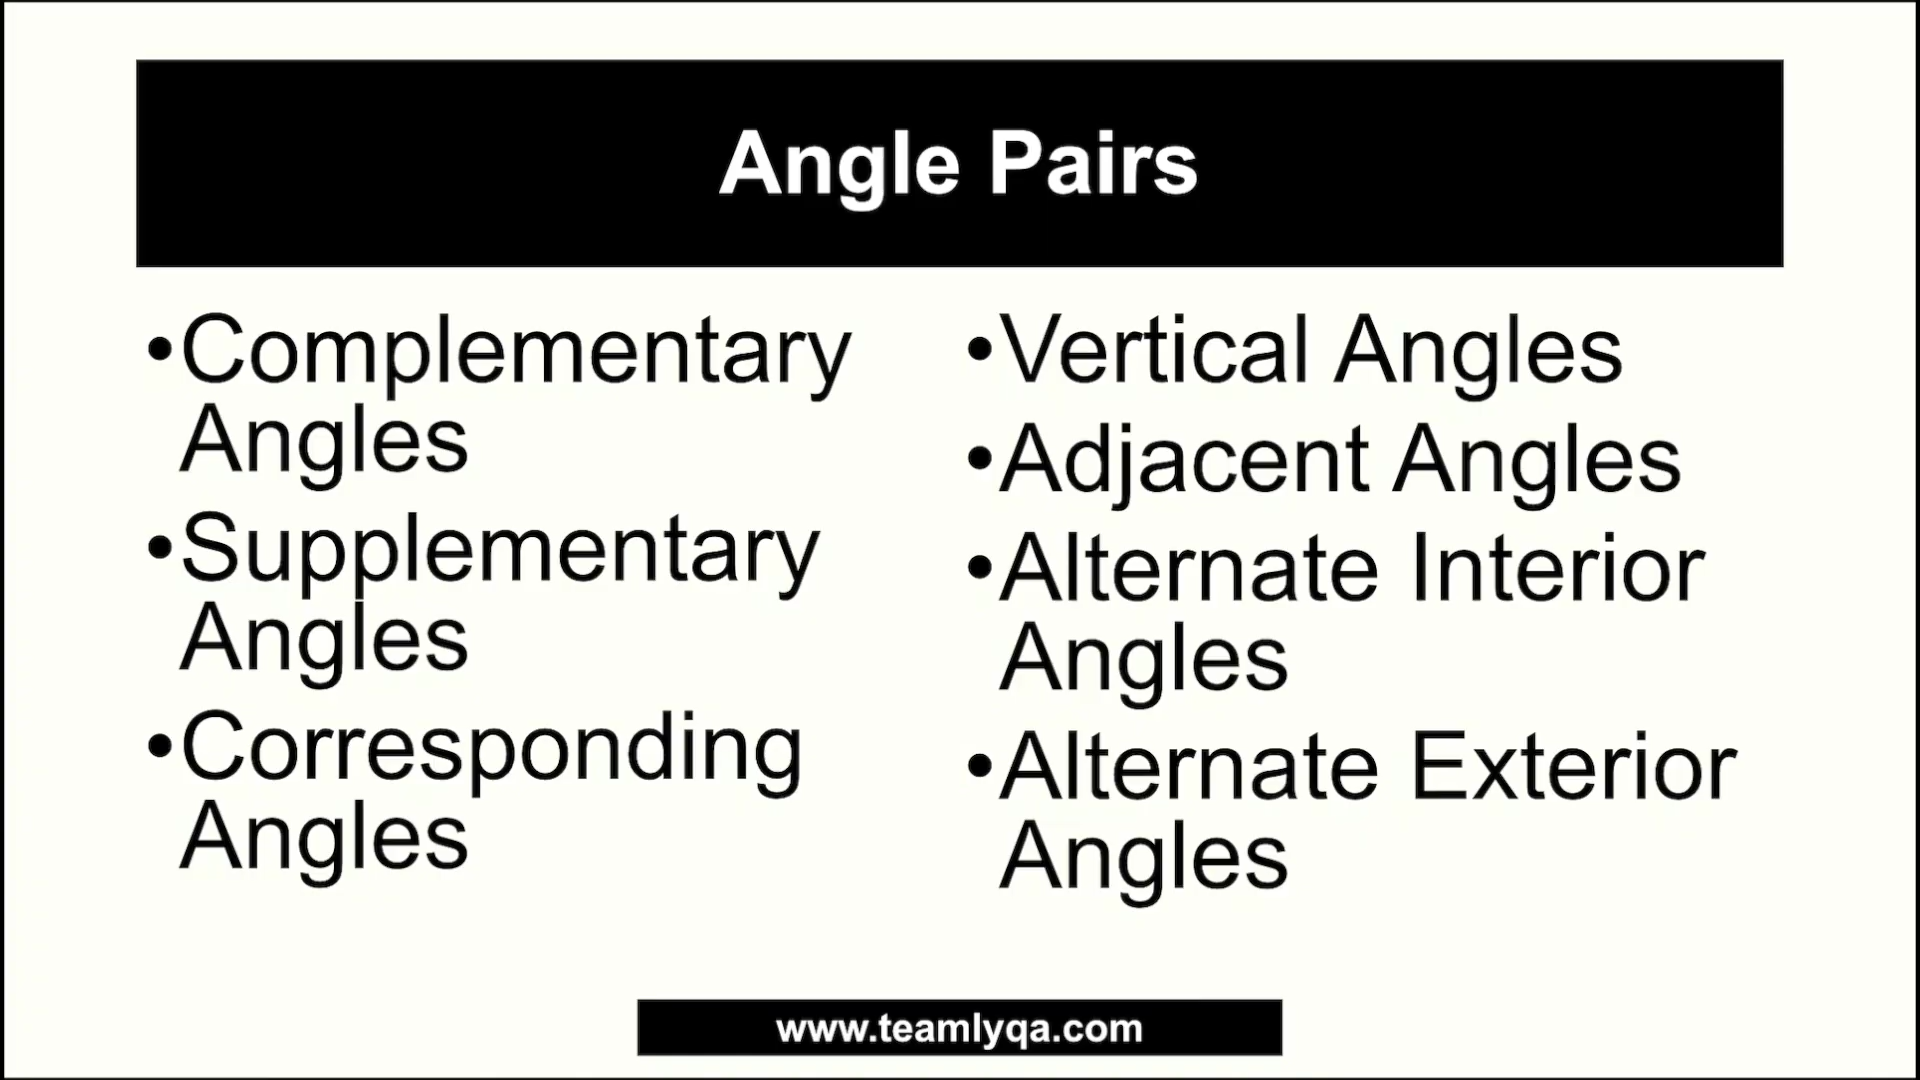 Angle Pairs
•Complementary
Angles
•Supplementary
Angles
•Corresponding
Angles
•Vertical Angles
•Adjacent Angles
•Alternate Interior
Angles
•Alternate Exterior
Angles
www.teamlyqa.com